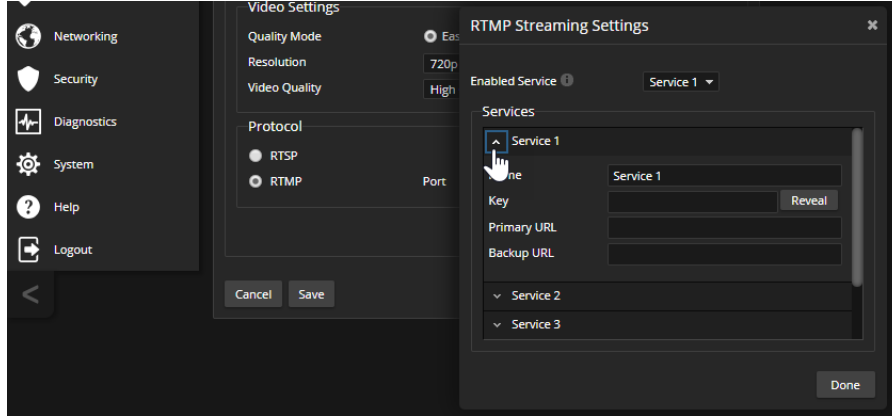 Networking
Security
Diagnostics
System
Help
Logout
Video Settings
Quality Mode
Resolution 720p
Video Quality High
Protocol
RTSP
RTMP Port
Cancel Save
RTMP Streaming Settings
Enabled Service Service 1
Services
Service 1
Service 1
Key Reveal
Primary URL
Backup URL
Service 2
Service 3
Done